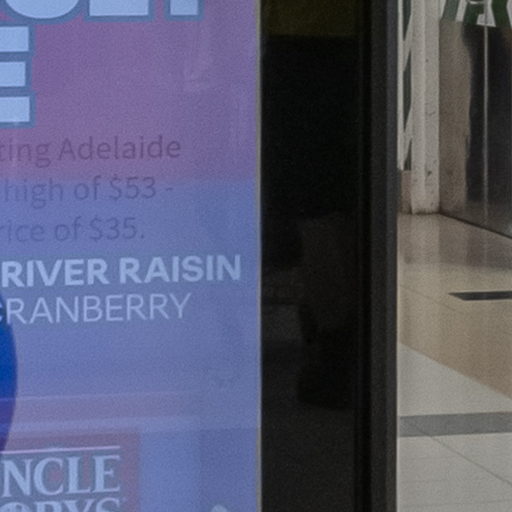 ting Adelaide
high of $53 -
rice of $35.
RIVER RAISIN
CRANBERRY
NCLE